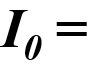 I₀ =